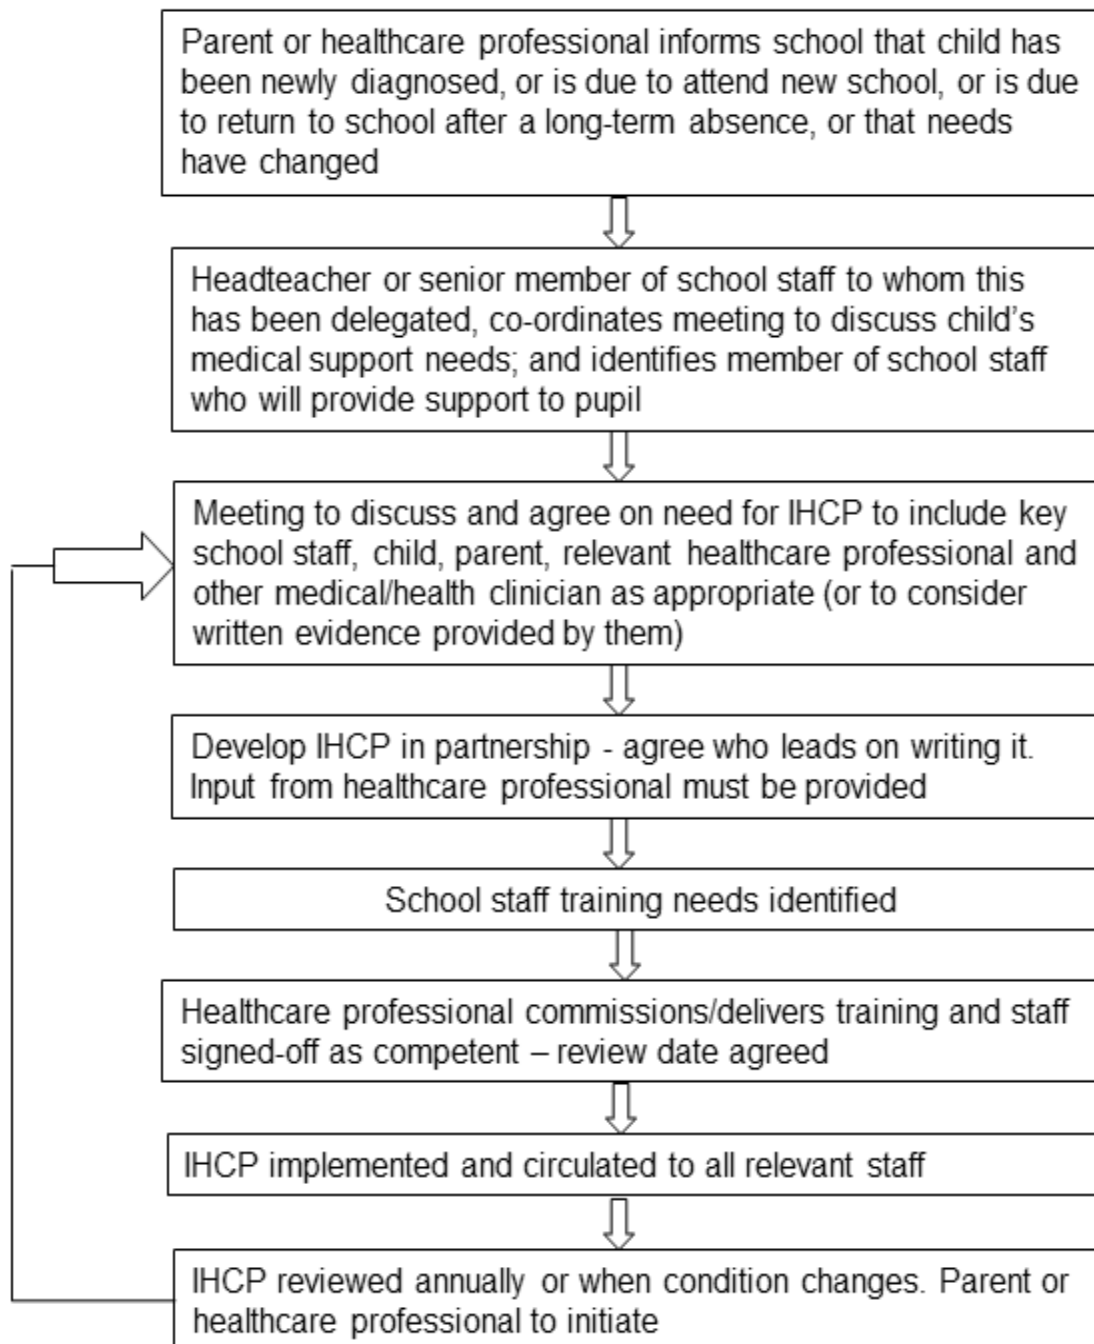 Parent or healthcare professional informs school that child has
been newly diagnosed, or is due to attend new school, or is due
to return to school after a long-term absence, or that needs
have changed
Headteacher or senior member of school staff to whom this
has been delegated, co-ordinates meeting to discuss child’s
medical support needs; and identifies member of school staff
who will provide support to pupil
Meeting to discuss and agree on need for IHCP to include key
school staff, child, parent, relevant healthcare professional and
other medical/health clinician as appropriate (or to consider
written evidence provided by them)
Develop IHCP in partnership - agree who leads on writing it.
Input from healthcare professional must be provided
School staff training needs identified
Healthcare professional commissions/delivers training and staff
signed-off as competent – review date agreed
IHCP implemented and circulated to all relevant staff
IHCP reviewed annually or when condition changes. Parent or
healthcare professional to initiate